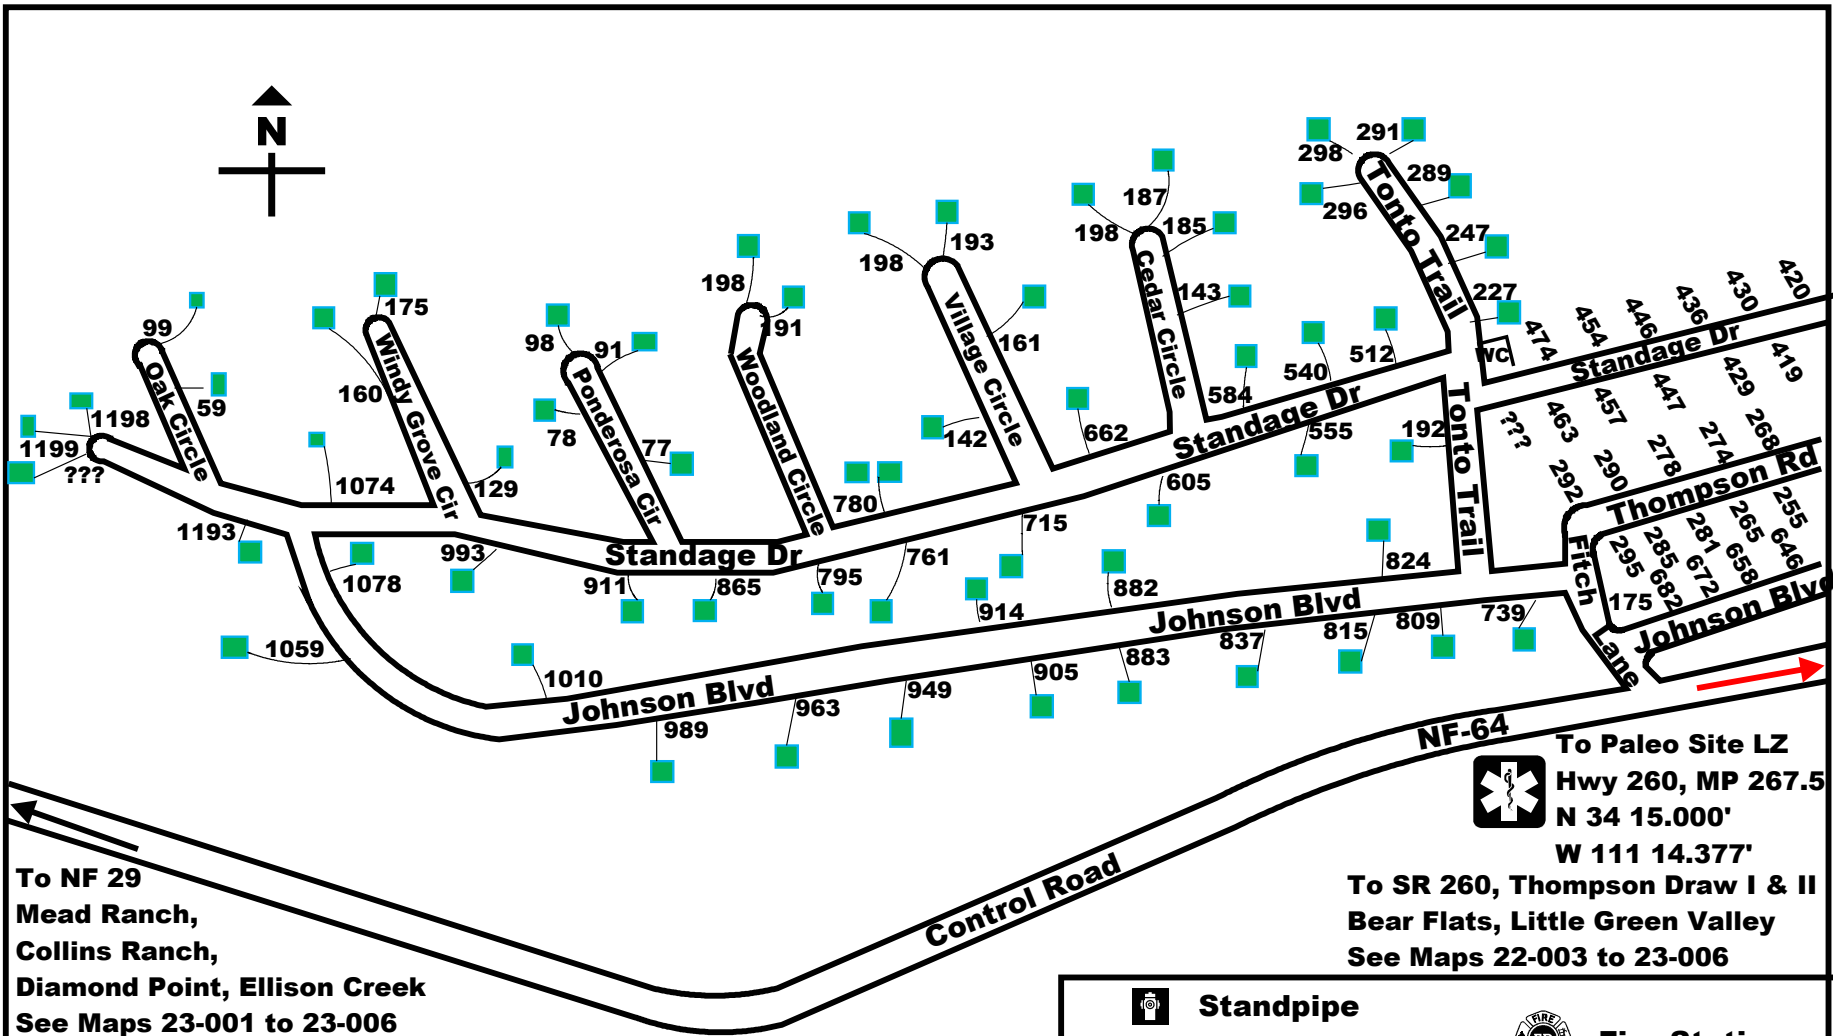 N
291
298
289
296
Tonto Trail
247
227
187
198
185
Cedar Circle
143
193
198
Village Circle
161
142
198
191
Woodland Circle
175
160
Windy Grove Cir
129
98
91
Ponderosa Cir
78
77
99
Oak Circle
59
1198
1199
???
1193
1074
1078
993
Standage Dr
911
865
795
761
780
715
662
605
584
540
512
Standage Dr
555
192
Tonto Trail
WC
474
454
446
436
430
420
Standage Dr
???
463
457
447
429
419
292
290
278
274
268
Thompson Rd
295
285
281
265
255
175
682
672
658
646
Johnson Blvd
Fitch
Lane
1059
1010
Johnson Blvd
989
963
949
914
905
882
883
Johnson Blvd
837
824
815
809
739
NF-64
Control Road
To Paleo Site LZ
Hwy 260, MP 267.5
N 34 15.000'
W 111 14.377'
To SR 260, Thompson Draw I & II
Bear Flats, Little Green Valley
See Maps 22-003 to 23-006
To NF 29
Mead Ranch,
Collins Ranch,
Diamond Point, Ellison Creek
See Maps 23-001 to 23-006
Standpipe
FIRE